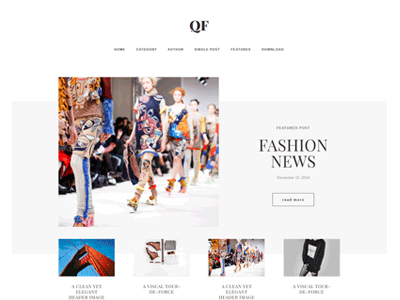 QF
HOME CATEGORY AUTHOR SINGLE POST FEATURES DOWNLOAD
FEATURED POST
FASHION
NEWS
December 12, 2016
read more
A CLEAN YET
ELEGANT
HEADER IMAGE
A VISUAL TOUR-
DE-FORCE
A CLEAN YET
ELEGANT
HEADER IMAGE
A VISUAL TOUR-
DE-FORCE